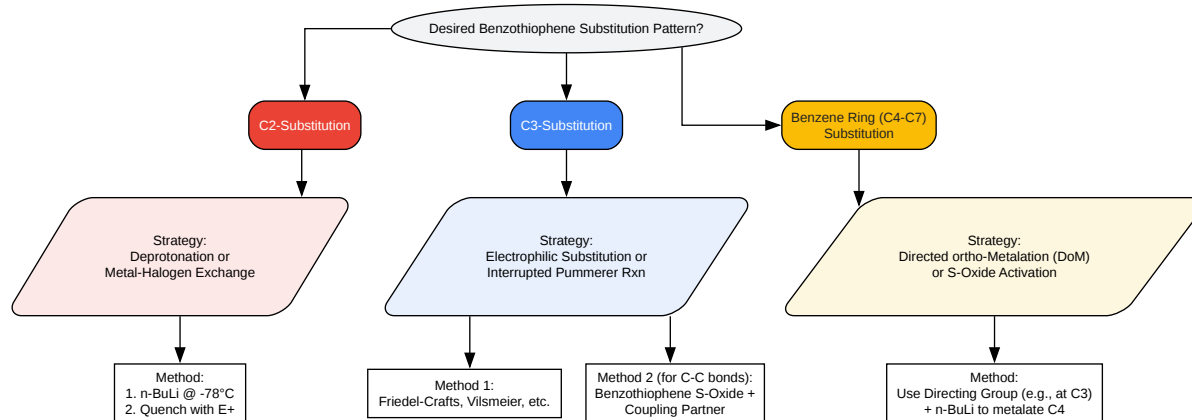 Desired Benzothiophene Substitution Pattern?
C2-Substitution
C3-Substitution
Benzene Ring (C4-C7)
Substitution
Strategy:
Deprotonation or
Metal-Halogen Exchange
Strategy:
Electrophilic Substitution or
Interrupted Pummerer Rxn
Strategy:
Directed ortho-Metalation (DoM)
or S-Oxide Activation
Method:
1. n-BuLi @ -78°C
2. Quench with E+
Method 1:
Friedel-Crafts, Vilsmeier, etc.
Method 2 (for C-C bonds):
Benzothiophene S-Oxide +
Coupling Partner
Method:
Use Directing Group (e.g., at C3)
+ n-BuLi to metalate C4